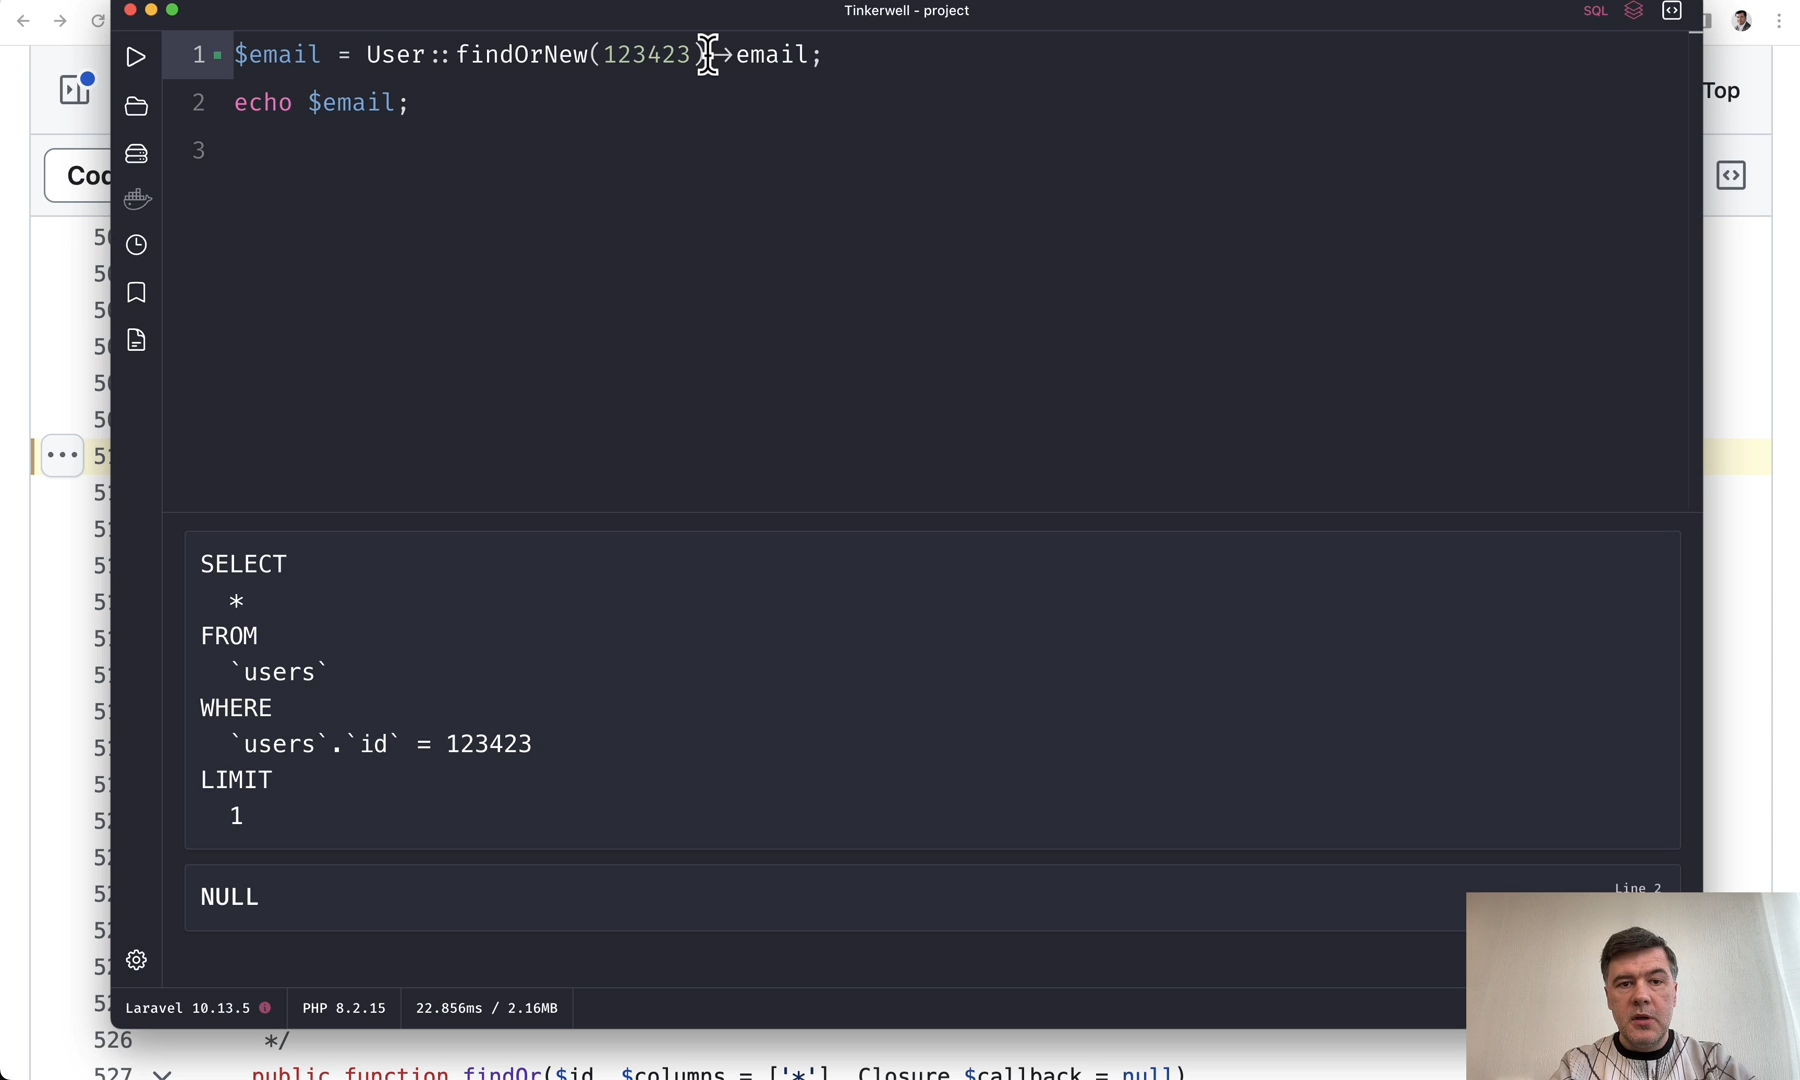 Tinkerwell - project
SQL
1 $email = User::findOrNew(123423)->email;
2 echo $email;
3
Top
SELECT
*
FROM
`users`
WHERE
`users`.`id` = 123423
LIMIT
1
NULL
Line 2
Laravel 10.13.5
PHP 8.2.15
22.856ms / 2.16MB
526 */
527 public function findOr($id, $columns = ['*'], Closure $callback = null)